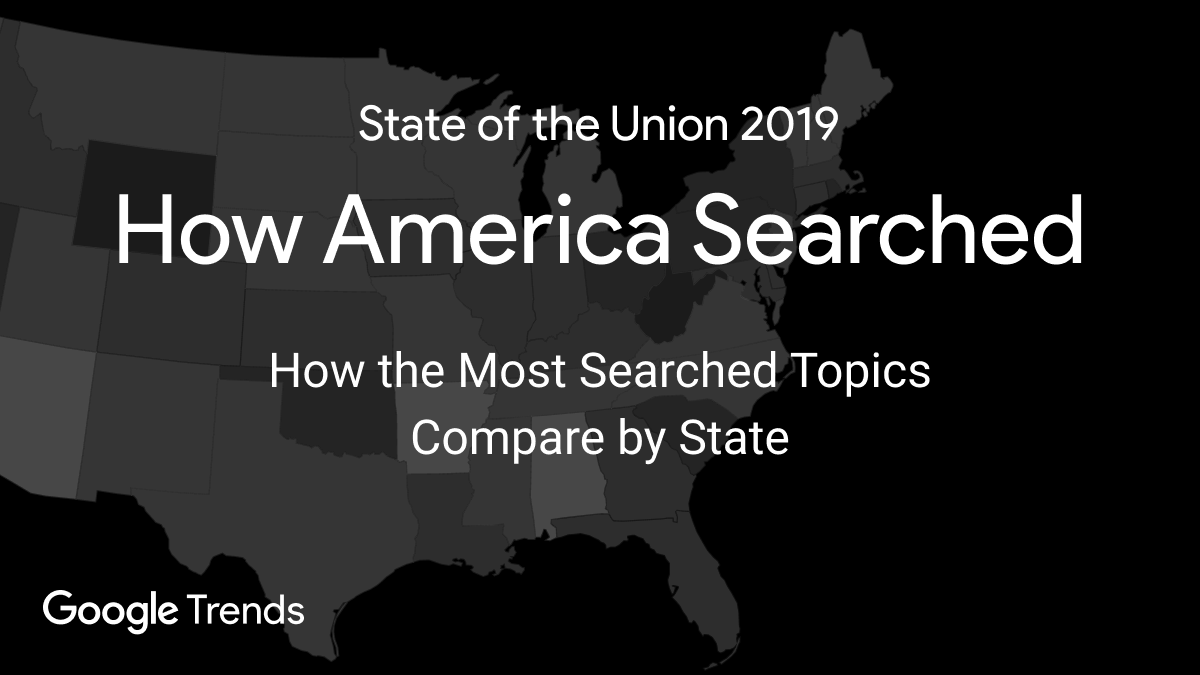 State of the Union 2019
How America Searched
How the Most Searched Topics
Compare by State
Google Trends